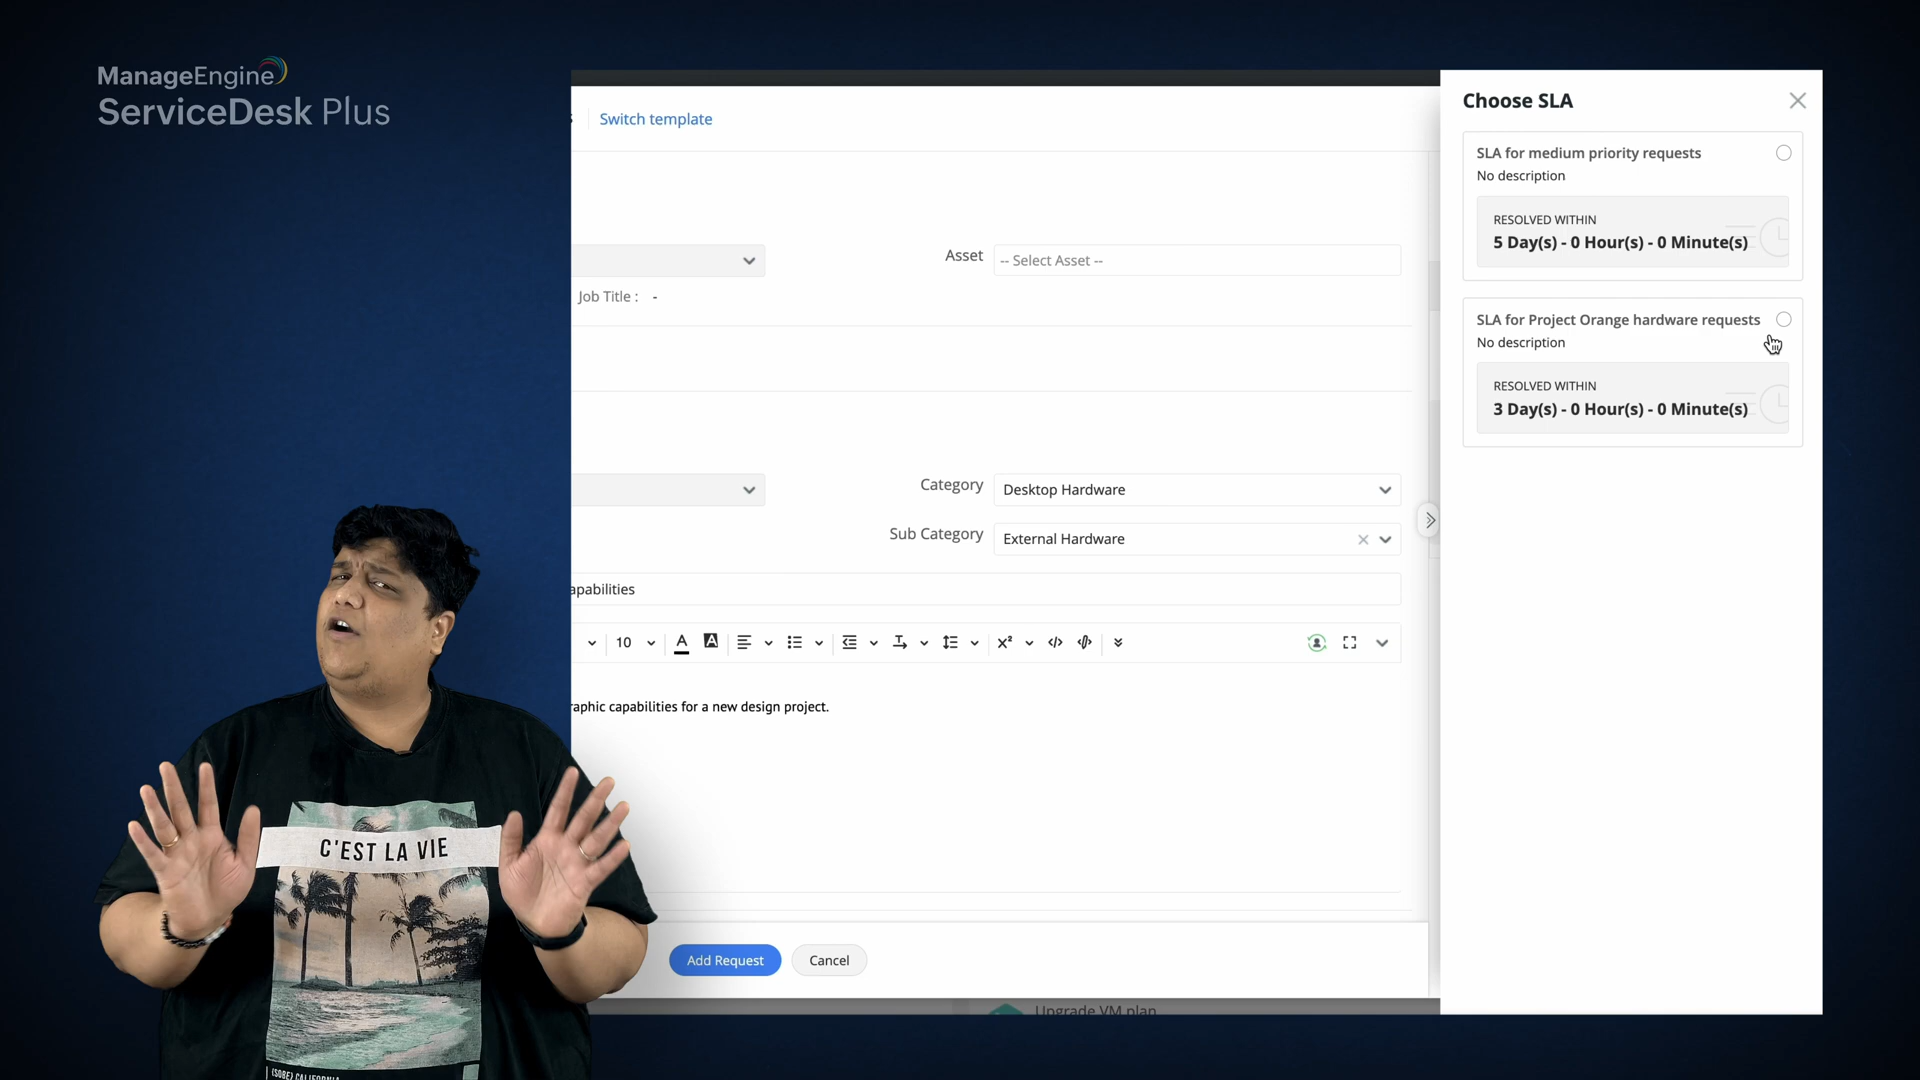 ManageEngine
ServiceDesk Plus
Switch template
Asset
-- Select Asset --
Job Title : -
Category
Desktop Hardware
Sub Category
External Hardware
apabilities
10
aphic capabilities for a new design project.
Add Request
Cancel
Upgrade VM plan
Choose SLA
SLA for medium priority requests
No description
RESOLVED WITHIN
5 Day(s) - 0 Hour(s) - 0 Minute(s)
SLA for Project Orange hardware requests
No description
RESOLVED WITHIN
3 Day(s) - 0 Hour(s) - 0 Minute(s)
C'EST LA VIE
(SOBE) CALIFORNIA